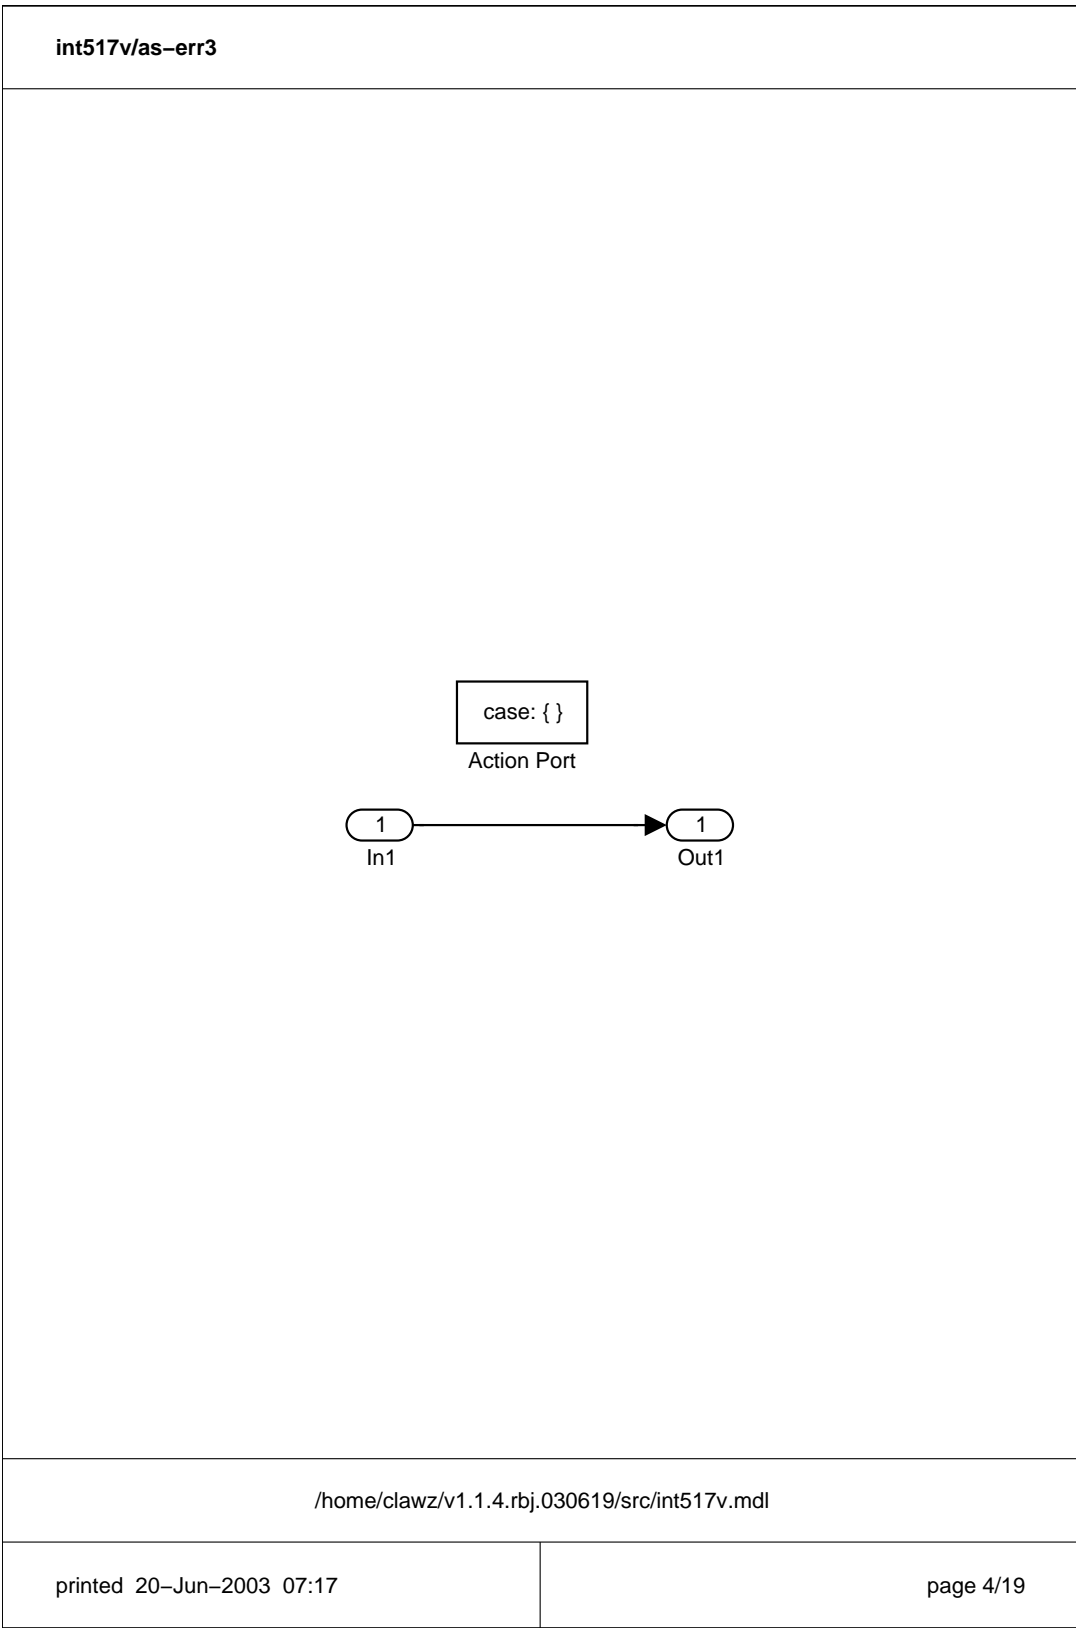 int517v/as−err3
case: { }
Action Port
1
1
In1
Out1
/home/clawz/v1.1.4.rbj.030619/src/int517v.mdl
printed 20−Jun−2003 07:17
page 4/19